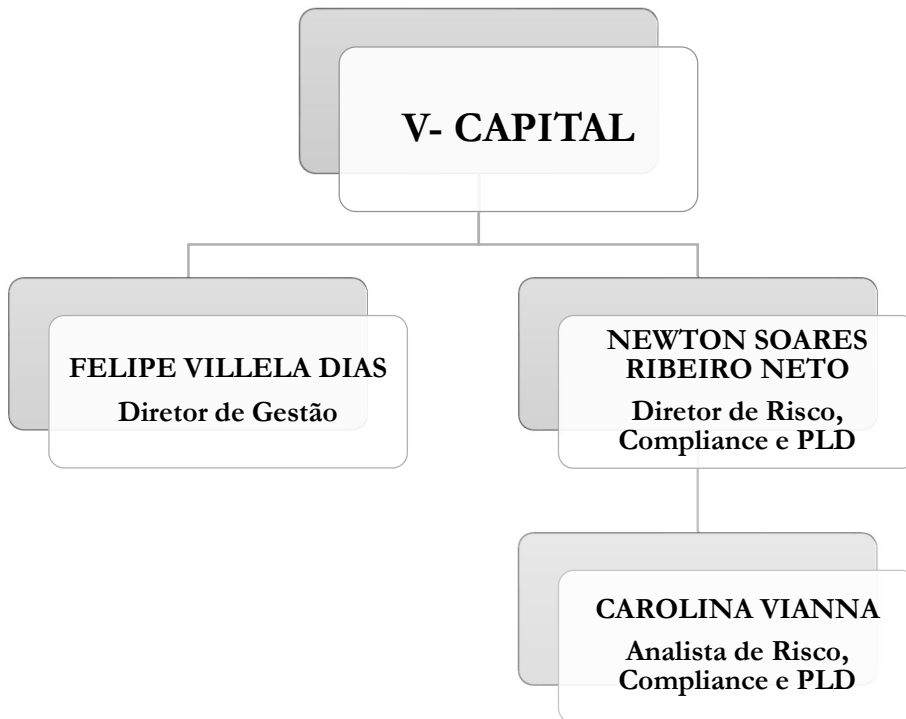 V- CAPITAL
FELIPE VILLELA DIAS
Diretor de Gestão
NEWTON SOARES
RIBEIRO NETO
Diretor de Risco,
Compliance e PLD
CAROLINA VIANNA
Analista de Risco,
Compliance e PLD